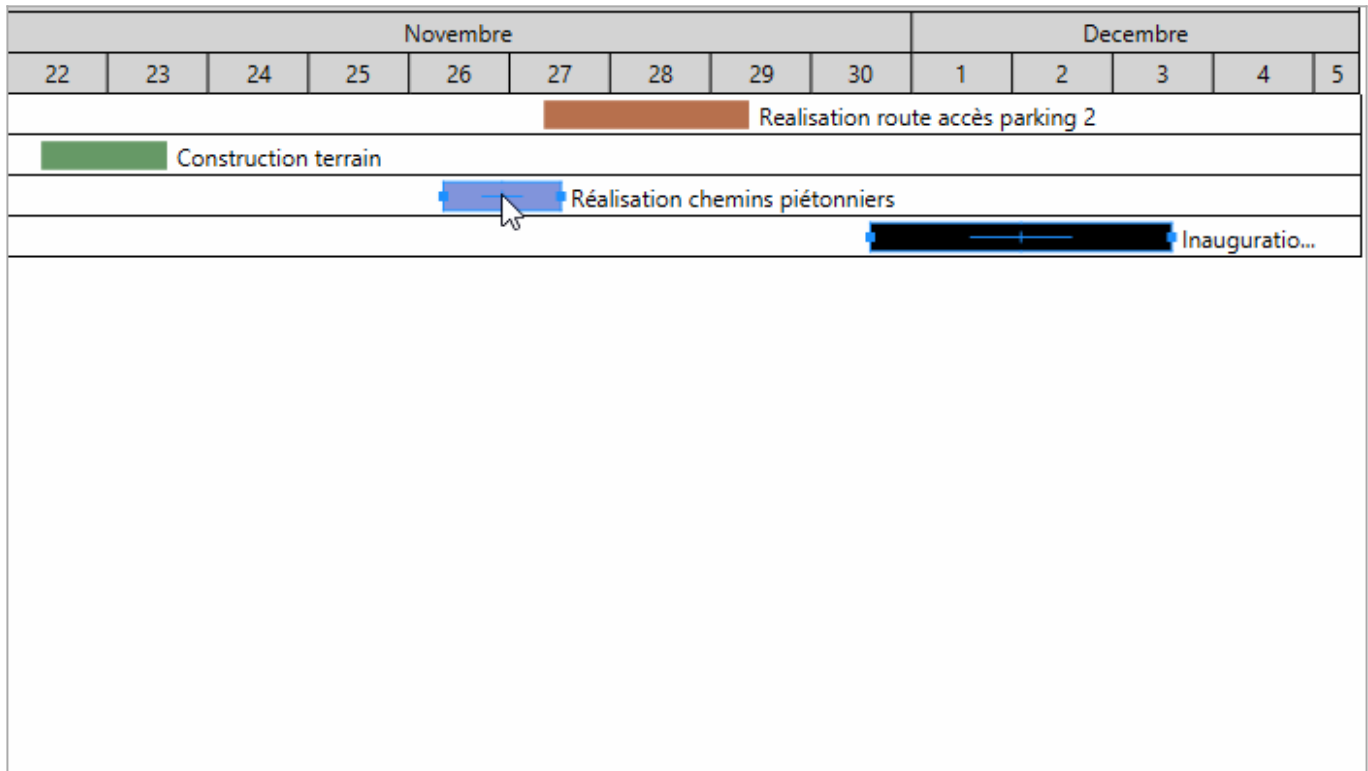 Novembre Decembre
22 23 24 25 26 27 28 29 30 1 2 3 4 5
Realisation route accès parking 2
Construction terrain
Réalisation chemins piétonniers
Inauguratio...